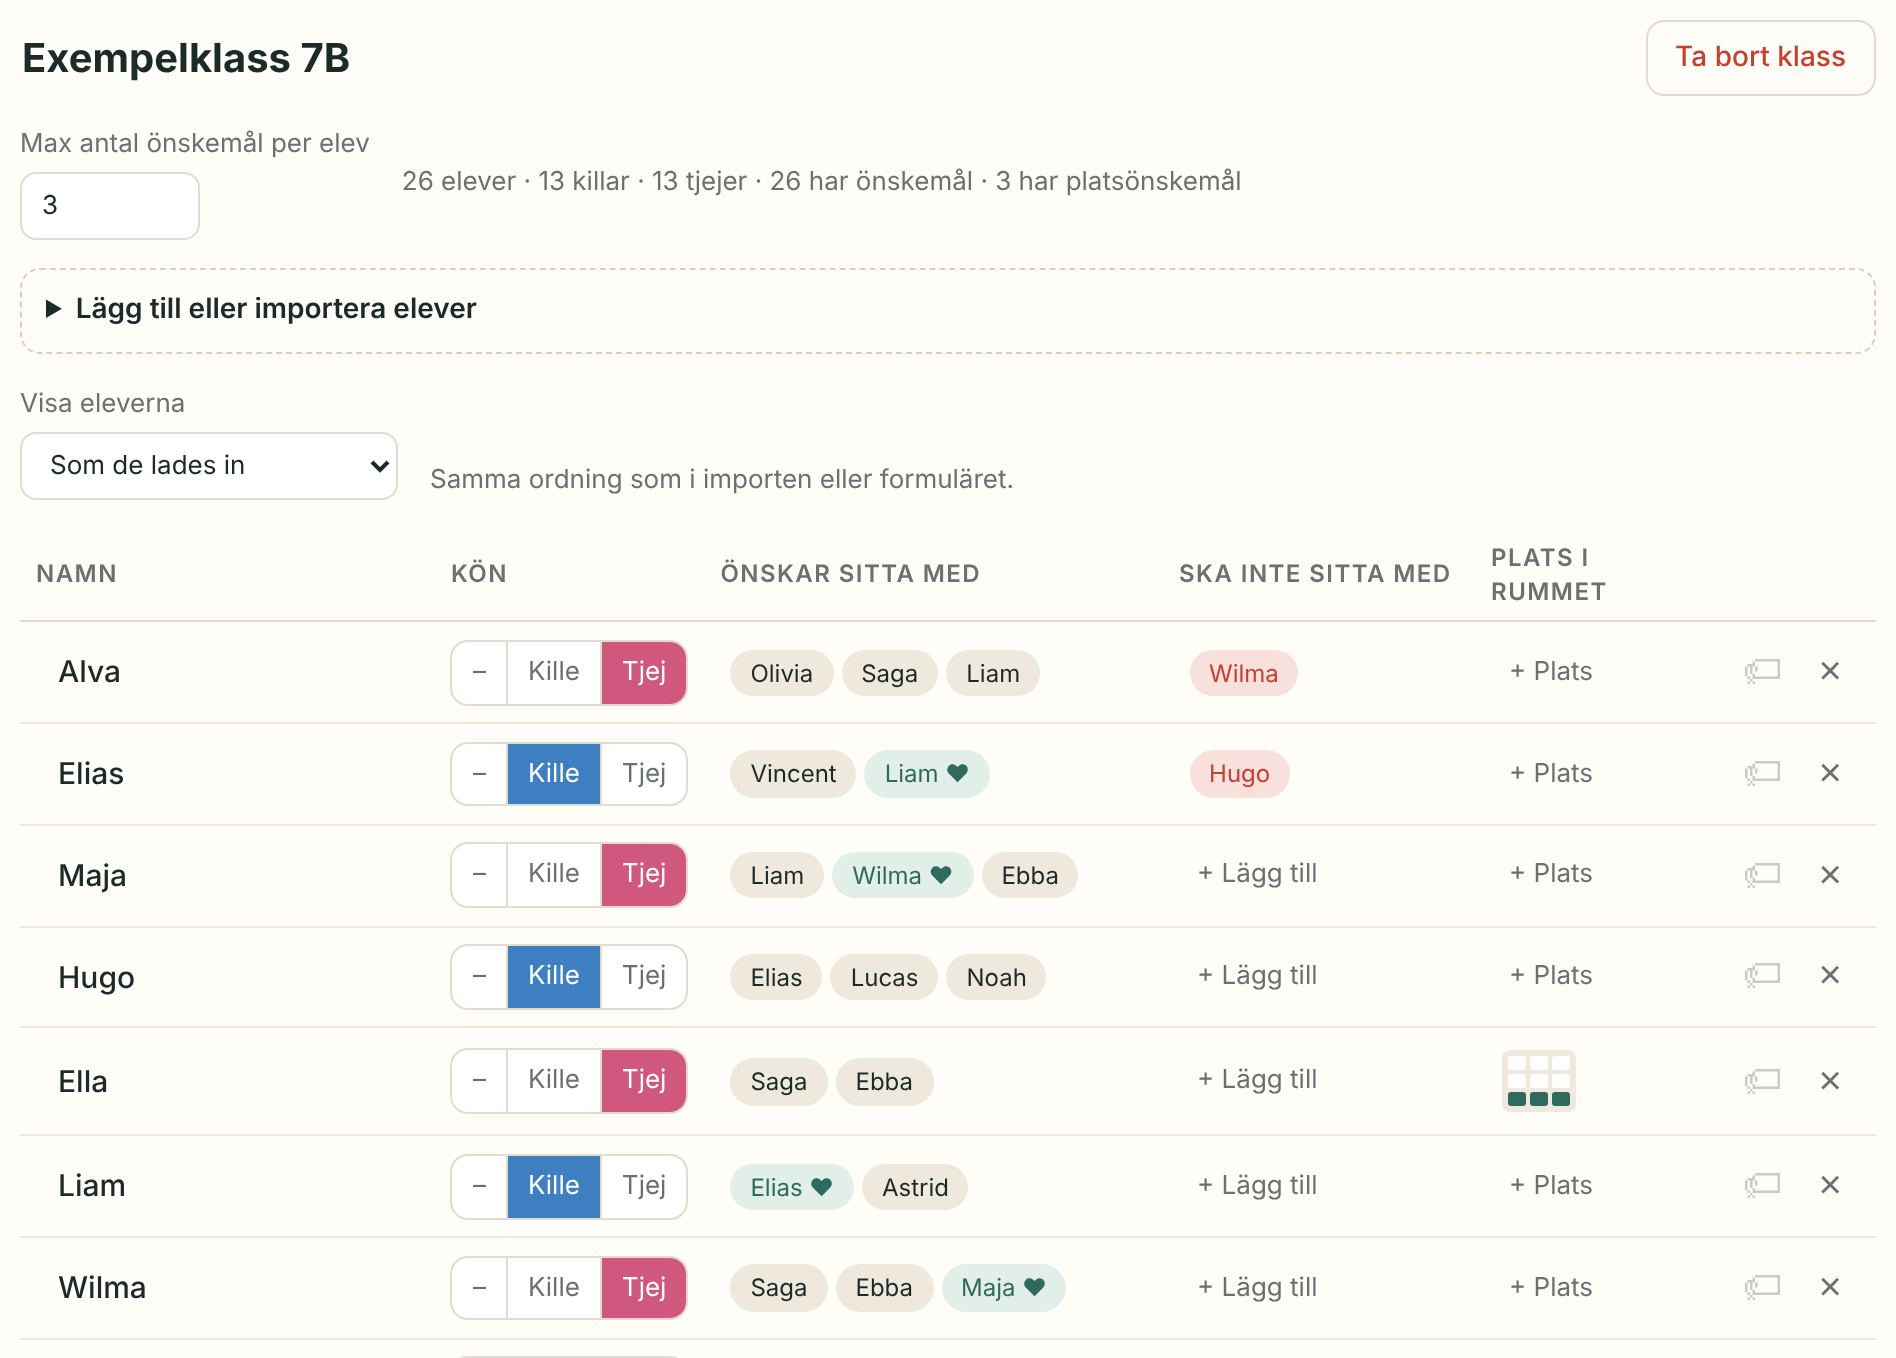 Exempelklass 7B
Ta bort klass
Max antal önskemål per elev
3
26 elever · 13 killar · 13 tjejer · 26 har önskemål · 3 har platsönskemål
▶ Lägg till eller importera elever
Visa eleverna
Som de lades in
Samma ordning som i importen eller formuläret.
NAMN KÖN ÖNSKAR SITTA MED SKA INTE SITTA MED PLATS I RUMMET
Alva – Kille Tjej Olivia Saga Liam Wilma + Plats ×
Elias – Kille Tjej Vincent Liam ♥ Hugo + Plats ×
Maja – Kille Tjej Liam Wilma ♥ Ebba + Lägg till + Plats ×
Hugo – Kille Tjej Elias Lucas Noah + Lägg till + Plats ×
Ella – Kille Tjej Saga Ebba + Lägg till ×
Liam – Kille Tjej Elias ♥ Astrid + Lägg till + Plats ×
Wilma – Kille Tjej Saga Ebba Maja ♥ + Lägg till + Plats ×